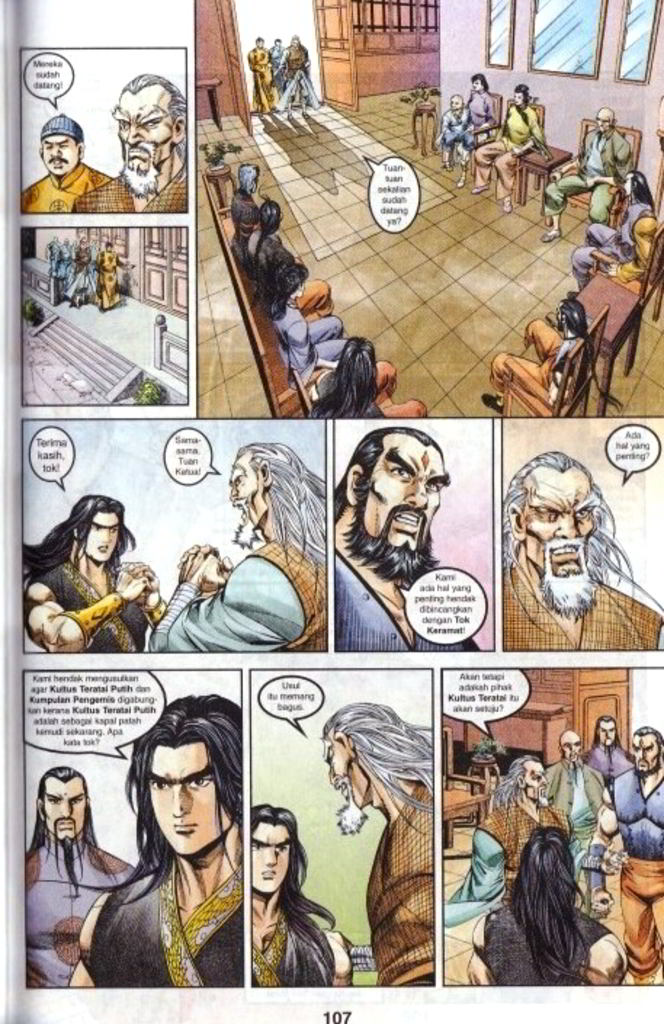 Mereka
sudah
datang!
Tuan-
tuan
sekalian
sudah
datang
ya?
Terima
kasih,
tok!
Sama-
sama,
Tuan
Ketua!
Kami
ada hal yang
penting hendak
dibincangkan
dengan Tok
Keramat!
Ada
hal yang
penting?
Kami hendak mengusulkan
agar Kultus Teratai Putih dan
Kumpulan Pengemis digabung-
kan kerana Kultus Teratai Putih
adalah sebagai kapal patah
kemudi sekarang. Apa
kata tok?
Usul
itu memang
bagus.
Akan tetapi
adakah pihak
Kultus Teratai itu
akan setuju?
107